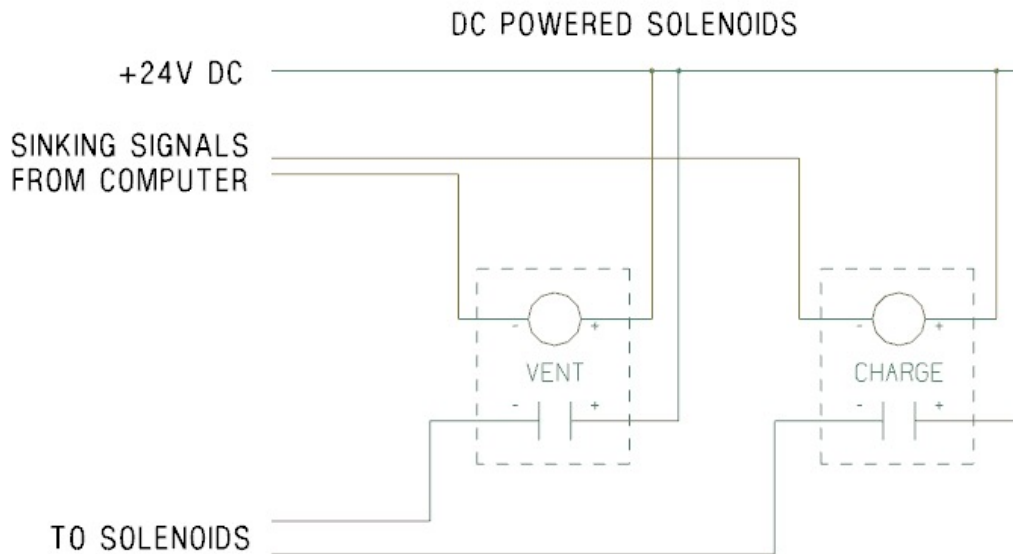 DC POWERED SOLENOIDS
+24V DC
SINKING SIGNALS
FROM COMPUTER
- +
- +
VENT
CHARGE
- +
- +
TO SOLENOIDS